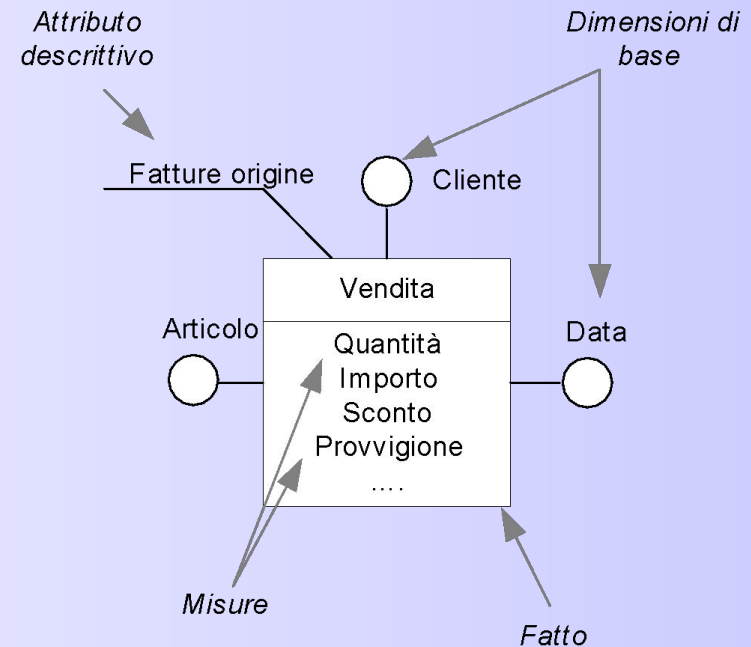 Attributo
descrittivo
Dimensioni di
base
Fatture origine
Cliente
Vendita
Articolo
Data
Quantità
Importo
Sconto
Provvigione
....
Misure
Fatto